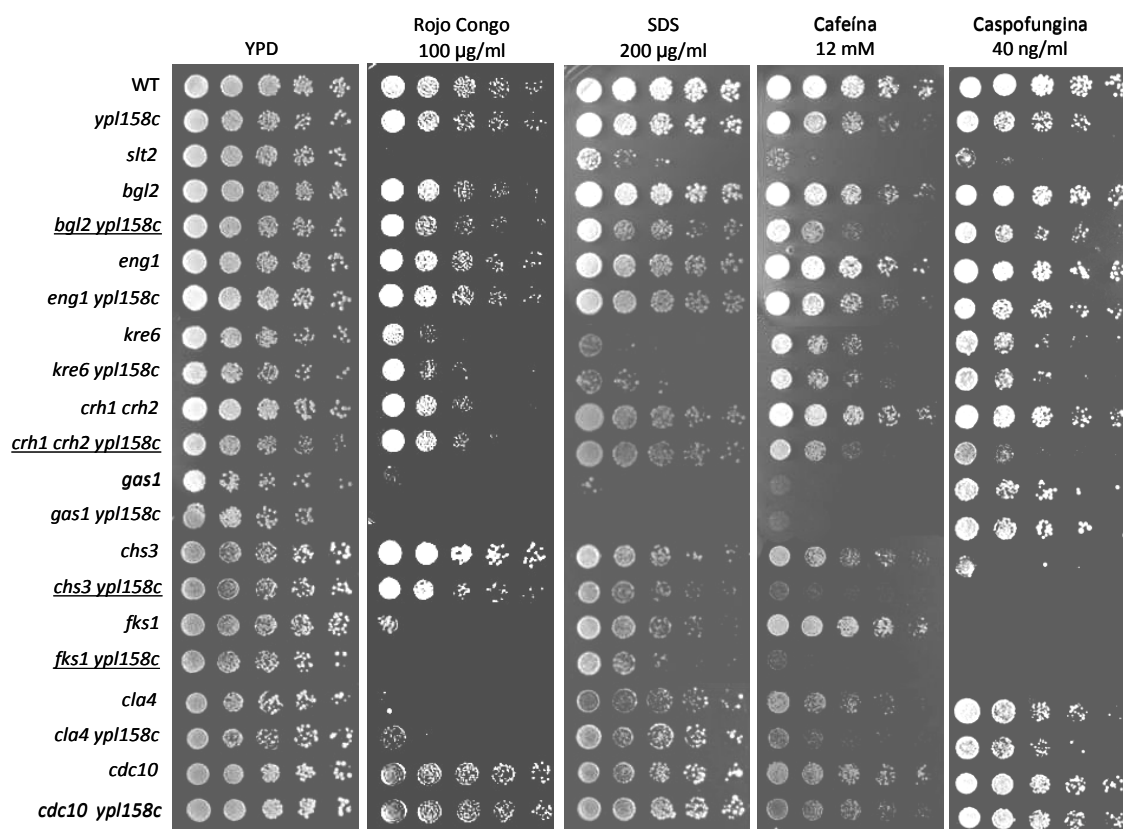 YPD
Rojo Congo
100 µg/ml
SDS
200 µg/ml
Cafeína
12 mM
Caspofungina
40 ng/ml
WT
ypl158c
slt2
bgl2
bgl2 ypl158c
eng1
eng1 ypl158c
kre6
kre6 ypl158c
crh1 crh2
crh1 crh2 ypl158c
gas1
gas1 ypl158c
chs3
chs3 ypl158c
fks1
fks1 ypl158c
cla4
cla4 ypl158c
cdc10
cdc10 ypl158c